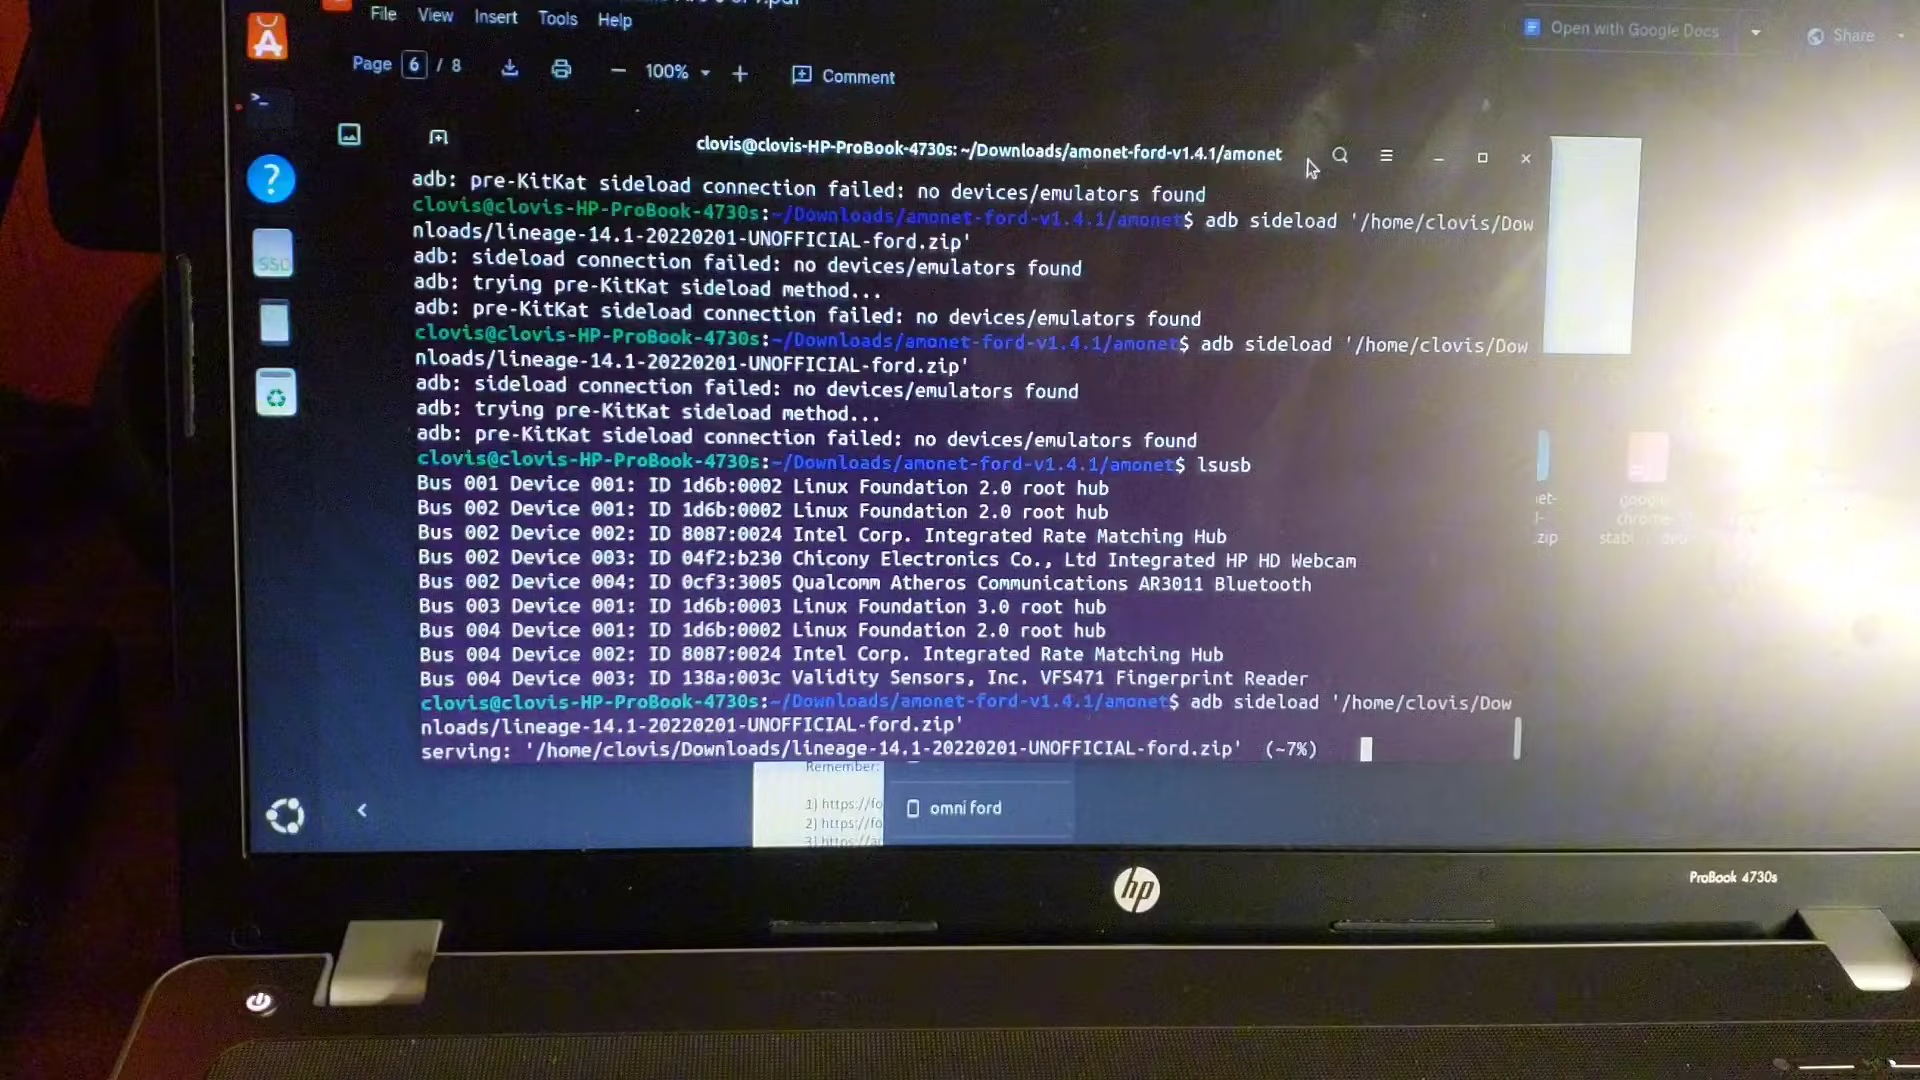 File View Insert Tools Help
Open with Google Docs
Share
Page 6 / 8
100%
Comment
clovis@clovis-HP-ProBook-4730s: ~/Downloads/amonet-ford-v1.4.1/amonet
adb: pre-KitKat sideload connection failed: no devices/emulators found
clovis@clovis-HP-ProBook-4730s:~/Downloads/amonet-ford-v1.4.1/amonet$ adb sideload '/home/clovis/Dow
nloads/lineage-14.1-20220201-UNOFFICIAL-ford.zip'
adb: sideload connection failed: no devices/emulators found
adb: trying pre-KitKat sideload method...
adb: pre-KitKat sideload connection failed: no devices/emulators found
clovis@clovis-HP-ProBook-4730s:~/Downloads/amonet-ford-v1.4.1/amonet$ adb sideload '/home/clovis/Dow
nloads/lineage-14.1-20220201-UNOFFICIAL-ford.zip'
adb: sideload connection failed: no devices/emulators found
adb: trying pre-KitKat sideload method...
adb: pre-KitKat sideload connection failed: no devices/emulators found
clovis@clovis-HP-ProBook-4730s:~/Downloads/amonet-ford-v1.4.1/amonet$ lsusb
Bus 001 Device 001: ID 1d6b:0002 Linux Foundation 2.0 root hub
Bus 002 Device 001: ID 1d6b:0002 Linux Foundation 2.0 root hub
Bus 002 Device 002: ID 8087:0024 Intel Corp. Integrated Rate Matching Hub
Bus 002 Device 003: ID 04f2:b230 Chicony Electronics Co., Ltd Integrated HP HD Webcam
Bus 002 Device 004: ID 0cf3:3005 Qualcomm Atheros Communications AR3011 Bluetooth
Bus 003 Device 001: ID 1d6b:0003 Linux Foundation 3.0 root hub
Bus 004 Device 001: ID 1d6b:0002 Linux Foundation 2.0 root hub
Bus 004 Device 002: ID 8087:0024 Intel Corp. Integrated Rate Matching Hub
Bus 004 Device 003: ID 138a:003c Validity Sensors, Inc. VFS471 Fingerprint Reader
clovis@clovis-HP-ProBook-4730s:~/Downloads/amonet-ford-v1.4.1/amonet$ adb sideload '/home/clovis/Dow
nloads/lineage-14.1-20220201-UNOFFICIAL-ford.zip'
serving: '/home/clovis/Downloads/lineage-14.1-20220201-UNOFFICIAL-ford.zip' (~7%)
SSD
.zip
google-
chrome-
Remember:
1) https://fo
2) https://fo
omni ford
hp
ProBook 4730s